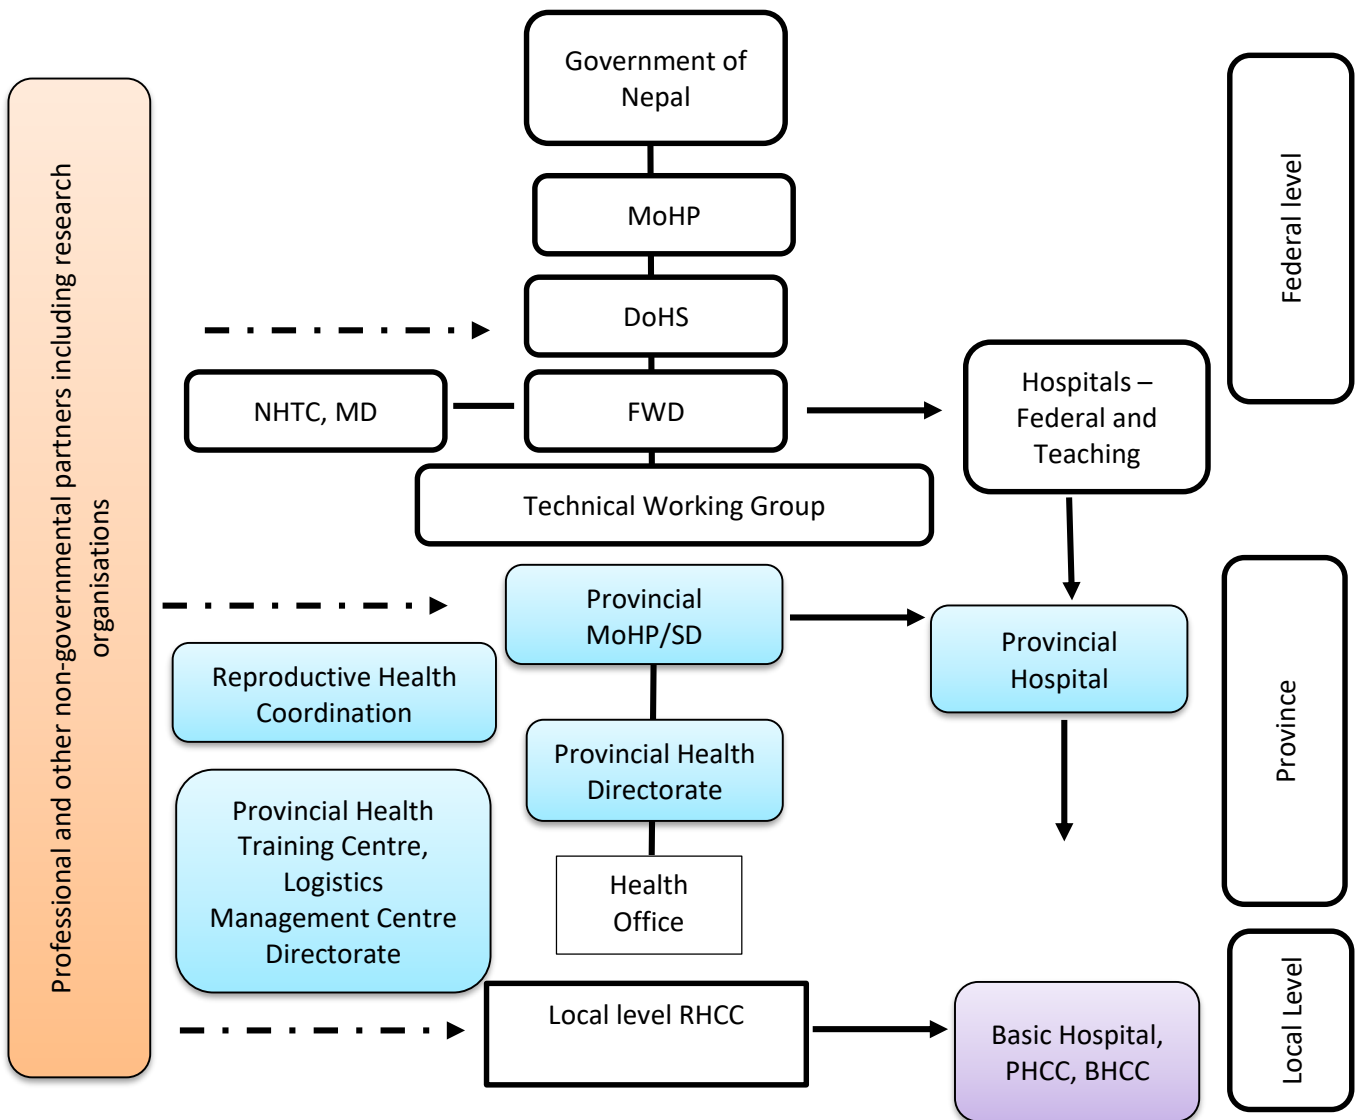 Government of
Nepal
MoHP
DoHS
NHTC, MD
FWD
Hospitals –
Federal and
Teaching
Technical Working Group
Federal level
Professional and other non-governmental partners including research
organisations
Provincial
MoHP/SD
Provincial
Hospital
Reproductive Health
Coordination
Provincial Health
Directorate
Provincial Health
Training Centre,
Logistics
Management Centre
Directorate
Health
Office
Province
Local level RHCC
Basic Hospital,
PHCC, BHCC
Local Level